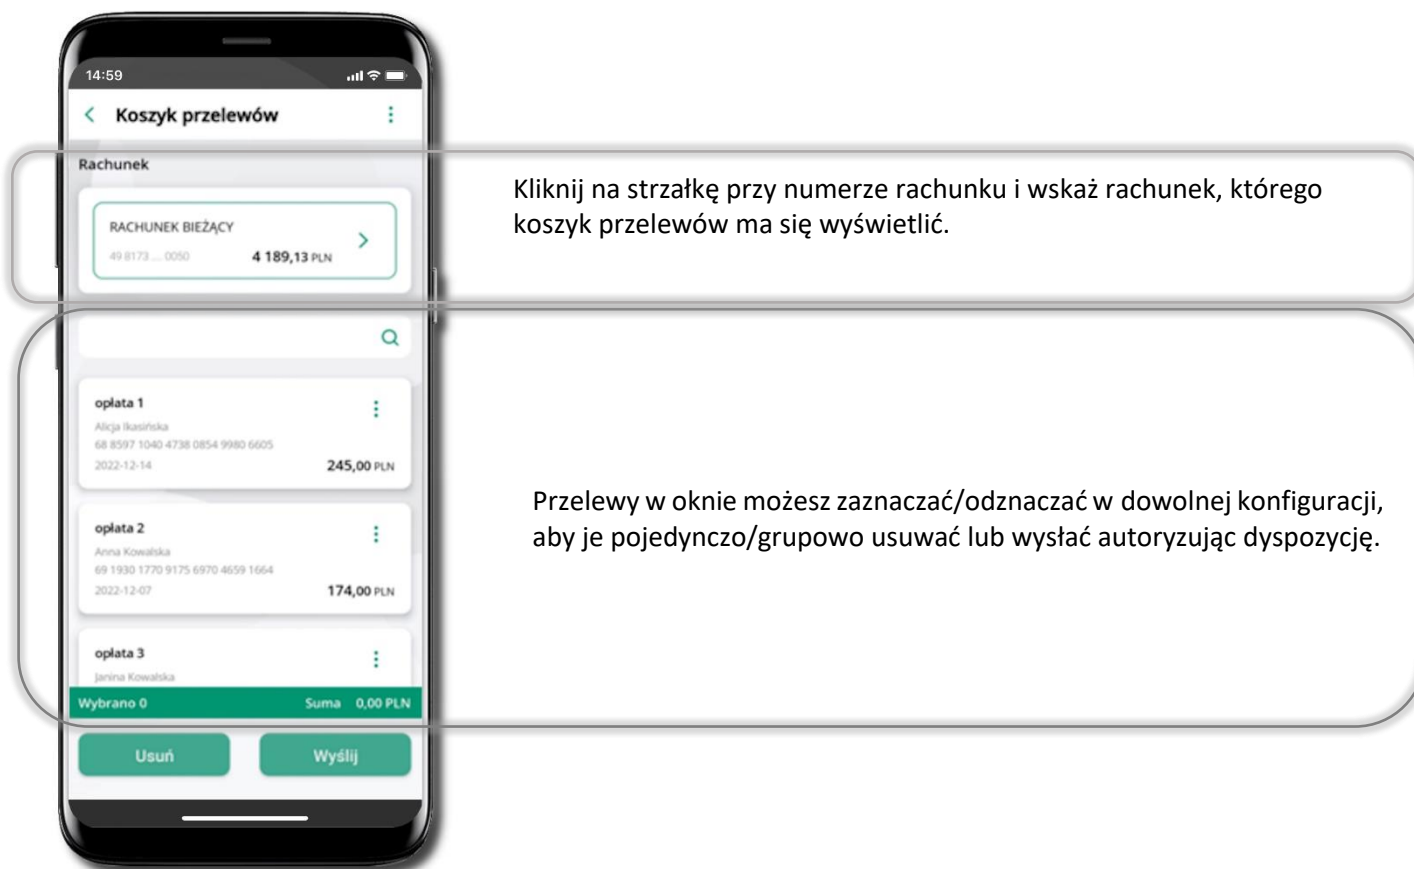 14:59
Koszyk przelewów
Rachunek
RACHUNEK BIEŻĄCY
49 8173 ... 0050
4 189,13 PLN
Kliknij na strzałkę przy numerze rachunku i wskaż rachunek, którego
koszyk przelewów ma się wyświetlić.
opłata 1
Alicja Ikasińska
68 8597 1040 4738 0854 9980 6605
2022-12-14
245,00 PLN
opłata 2
Anna Kowalska
69 1930 1770 9175 6970 4659 1664
2022-12-07
174,00 PLN
opłata 3
Janina Kowalska
Przelewy w oknie możesz zaznaczać/odznaczać w dowolnej konfiguracji,
aby je pojedynczo/grupowo usuwać lub wysłać autoryzując dyspozycję.
Wybrano 0
Suma 0,00 PLN
Usuń
Wyślij